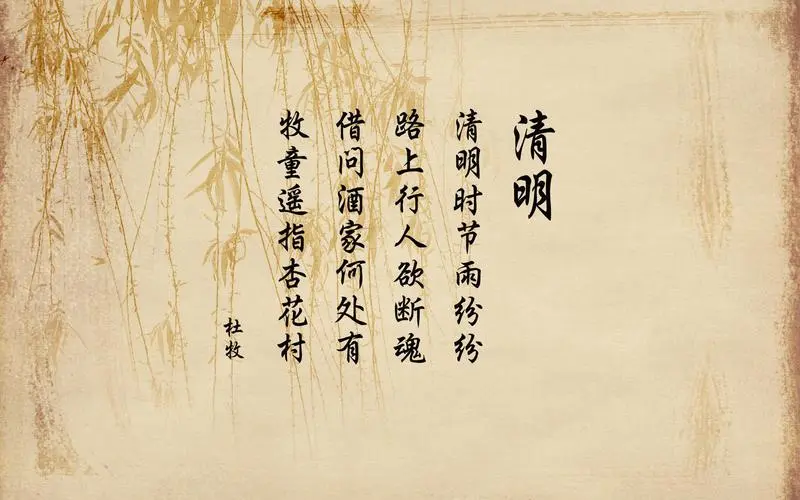 清明
清明时节雨纷纷
路上行人欲断魂
借问酒家何处有
牧童遥指杏花村
杜牧